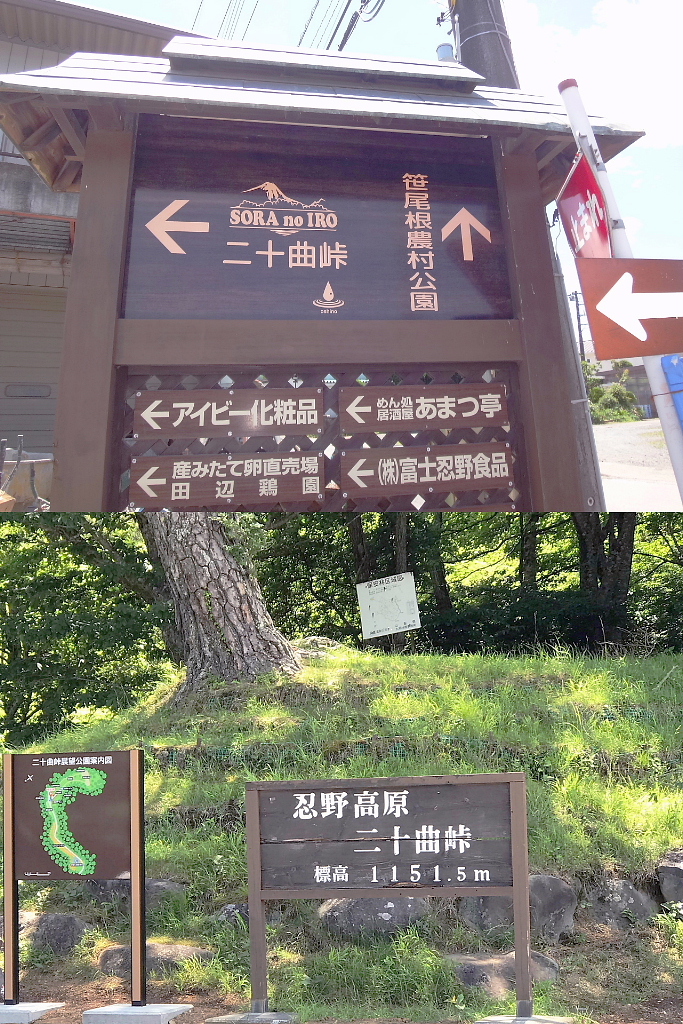 SORA no IRO
二十曲峠
笹尾根農村公園
止まれ
アイビー化粧品
めん処
居酒屋
あまつ亭
産みたて卵直売場
田辺鶏園
(株)富士忍野食品
二十曲峠展望公園案内図
忍野高原
二十曲峠
標高 1151.5m